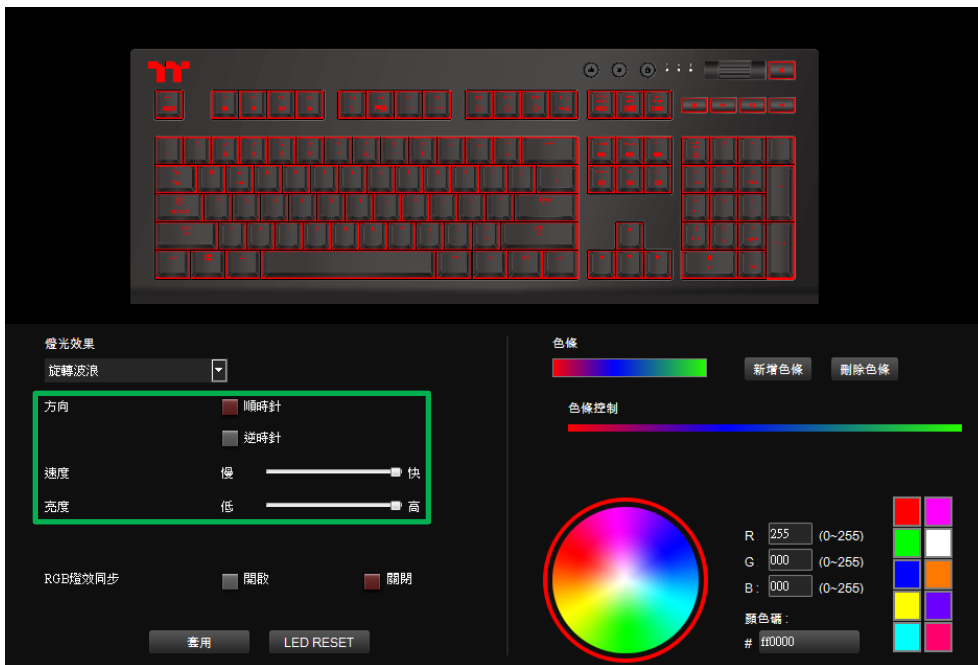 燈光效果
旋轉波浪
方向
順時針
逆時針
速度 慢 快
亮度 低 高
RGB燈效同步 開啟 關閉
套用 LED RESET
色條
新增色條 刪除色條
色條控制
R: 255 (0~255)
G 000 (0~255)
B: 000 (0~255)
顏色碼:
# ff0000